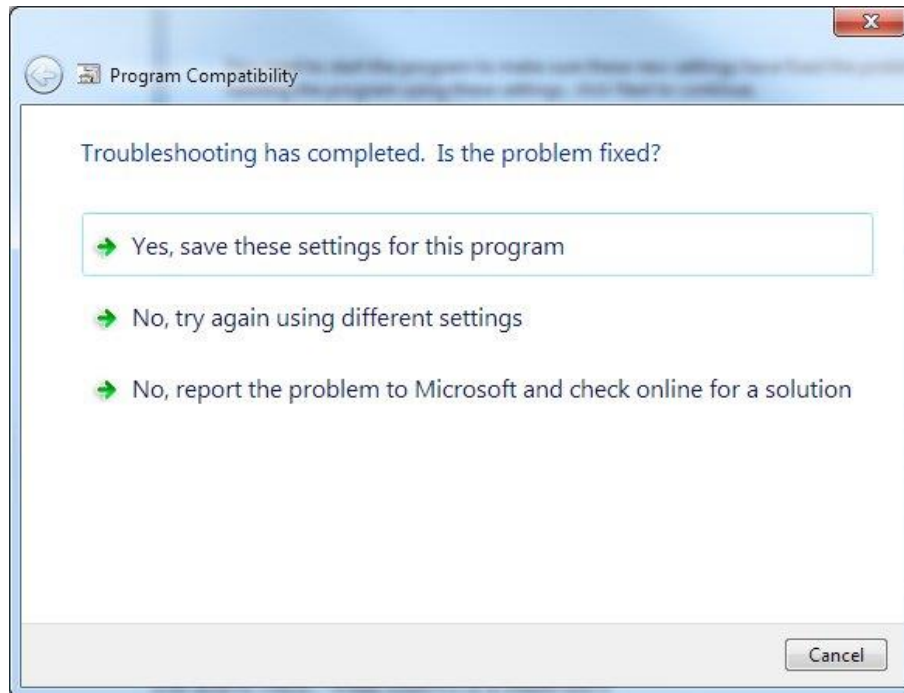 Program Compatibility
Troubleshooting has completed. Is the problem fixed?
Yes, save these settings for this program
No, try again using different settings
No, report the problem to Microsoft and check online for a solution
Cancel